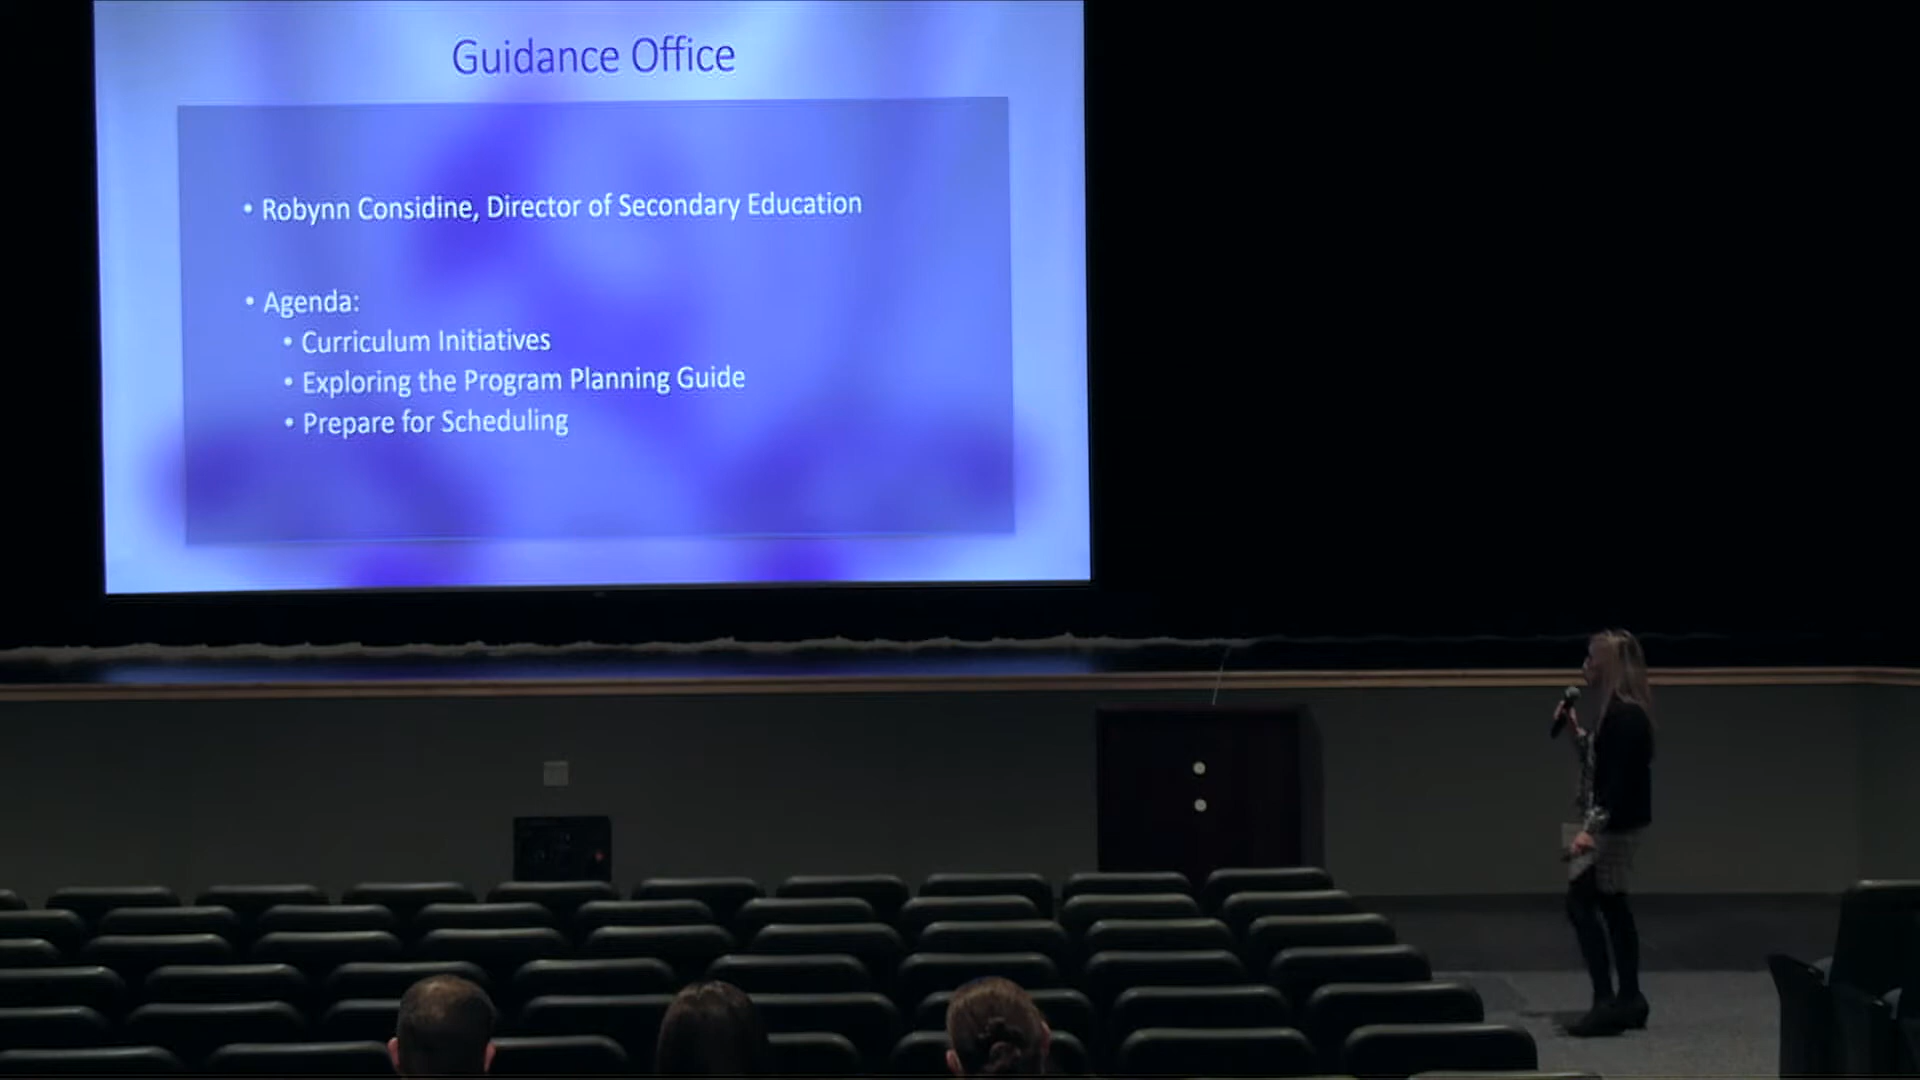 Guidance Office
• Robynn Considine, Director of Secondary Education
• Agenda:
• Curriculum Initiatives
• Exploring the Program Planning Guide
• Prepare for Scheduling